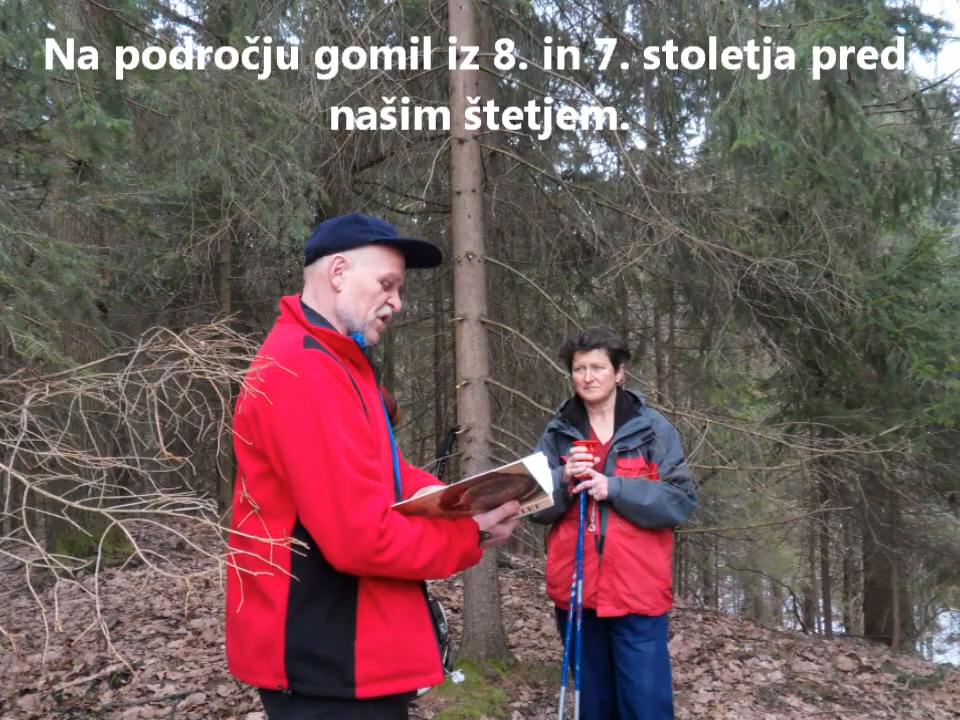 Na področju gomil iz 8. in 7. stoletja pred
našim štetjem.